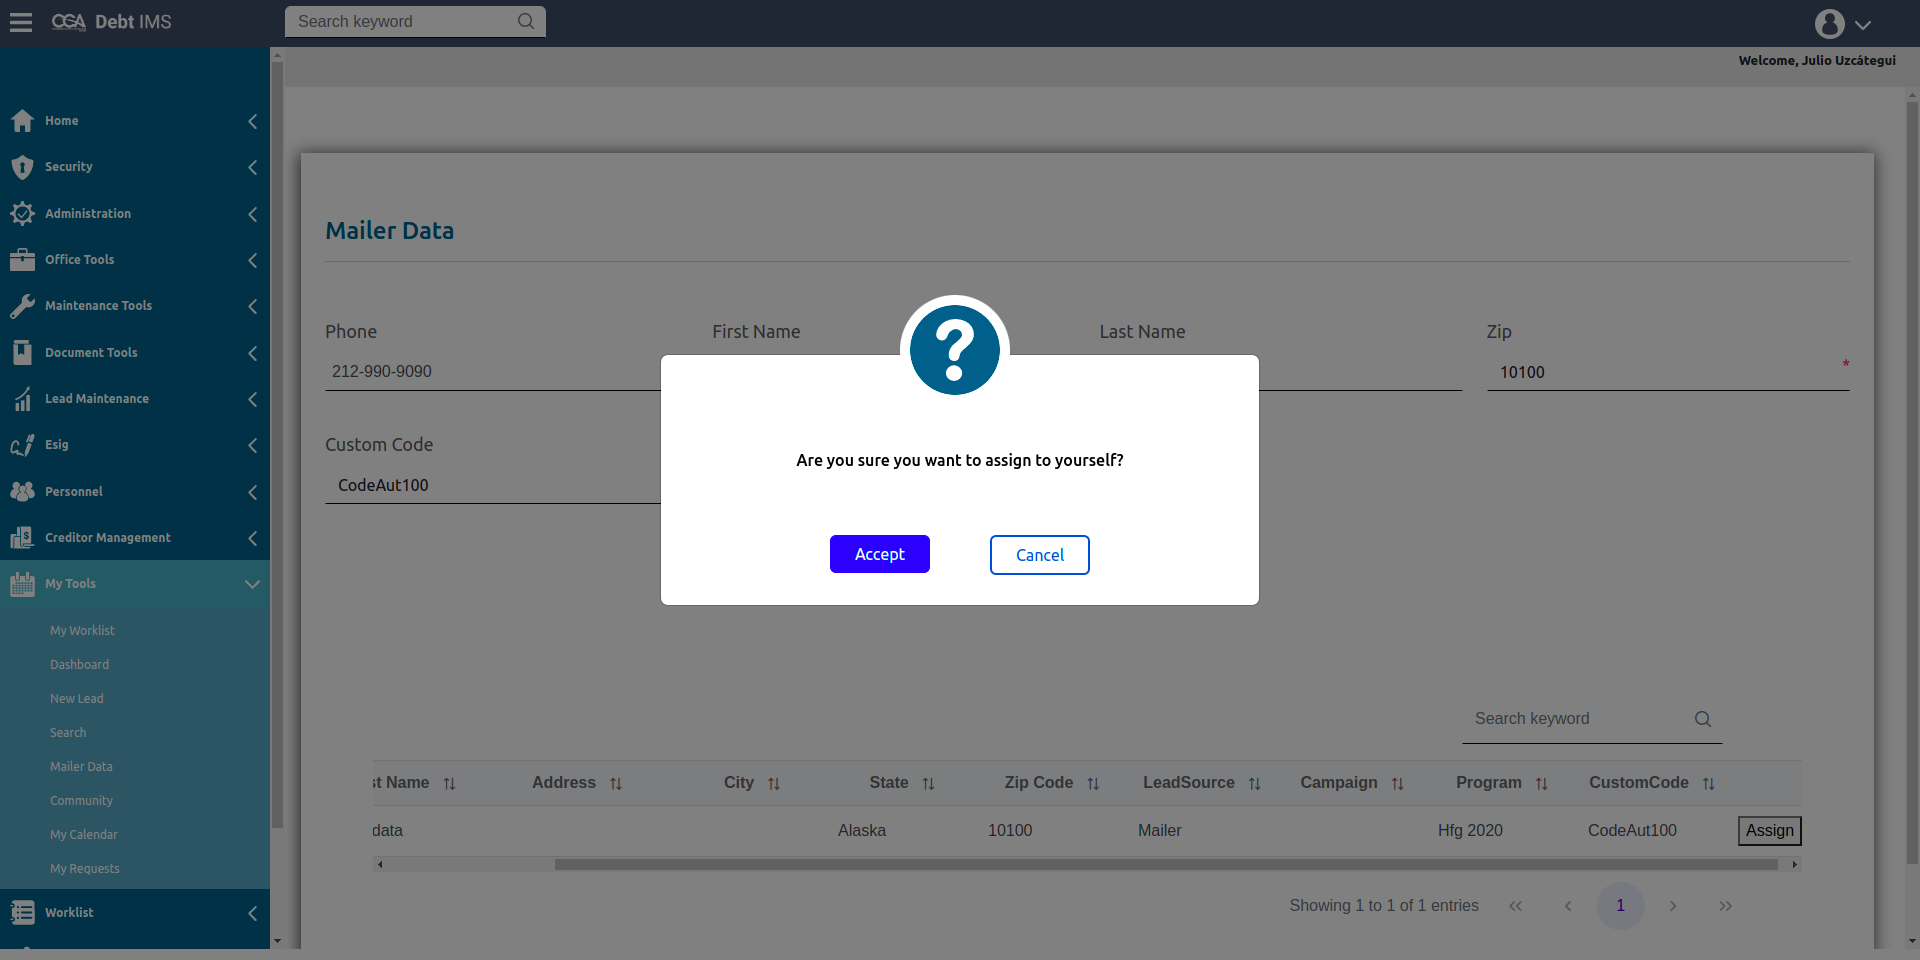 CGA Debt IMS
Search keyword
Welcome, Julio Uzcátegui
Home
Security
Administration
Office Tools
Maintenance Tools
Document Tools
Lead Maintenance
Esig
Personnel
Creditor Management
My Tools
My Worklist
Dashboard
New Lead
Search
Mailer Data
Community
My Calendar
My Requests
Worklist
Mailer Data
Phone First Name Last Name Zip
212-990-9090 10100 *
Custom Code
CodeAut100
?
Are you sure you want to assign to yourself?
Accept Cancel
Search keyword
st Name Address City State Zip Code LeadSource Campaign Program CustomCode
data Alaska 10100 Mailer Hfg 2020 CodeAut100 Assign
Showing 1 to 1 of 1 entries 1